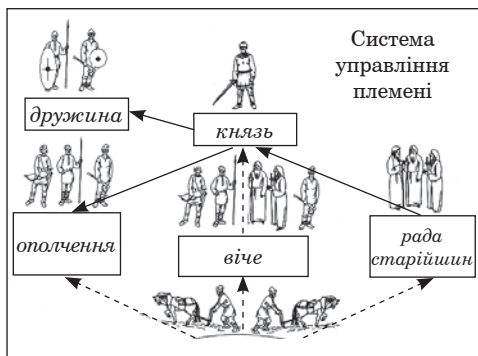 Система
управління
племені
дружина
князь
ополчення
віче
рада
старійшин